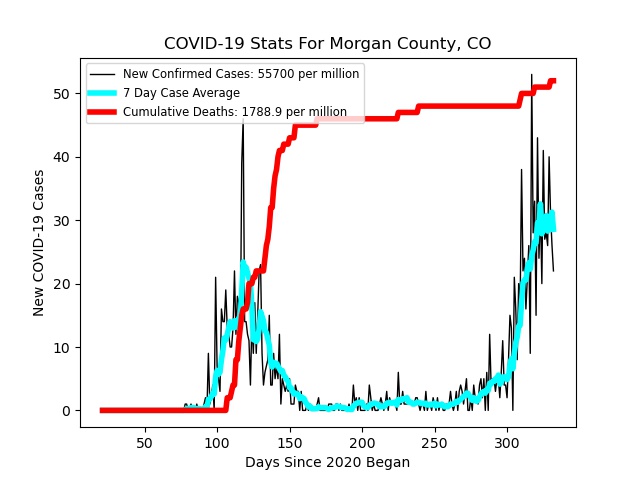 COVID-19 Stats For Morgan County, CO
New Confirmed Cases: 55700 per million
7 Day Case Average
Cumulative Deaths: 1788.9 per million
New COVID-19 Cases
50
40
30
20
10
0
50 100 150 200 250 300
Days Since 2020 Began